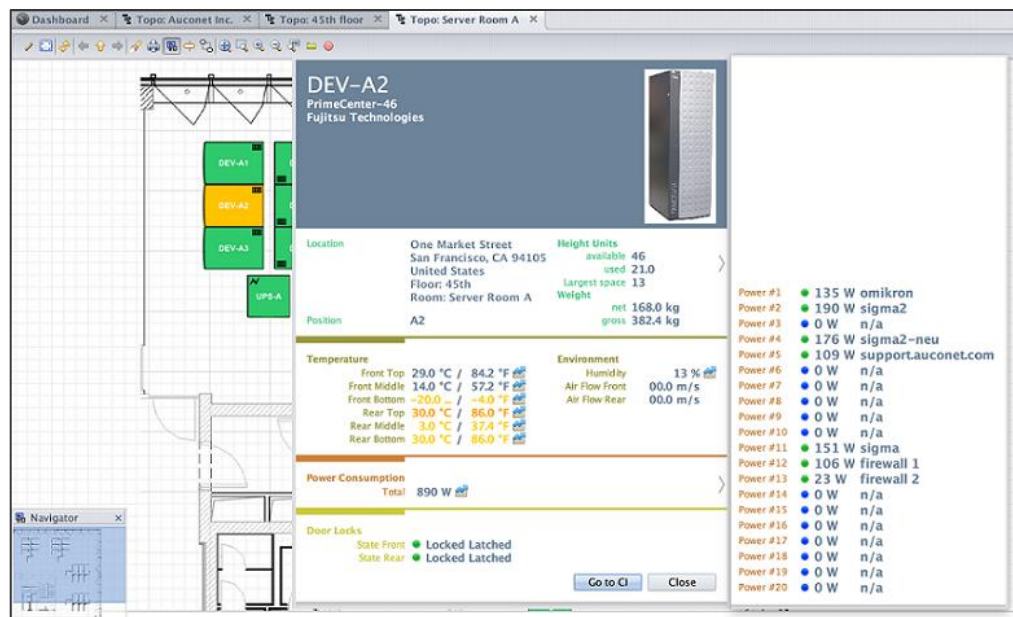 Dashboard
Topo: Auconet Inc.
Topo: 45th floor
Topo: Server Room A
DEV-A1
DEV-A2
DEV-A3
UPS-A
Navigator
DEV-A2
PrimeCenter-46
Fujitsu Technologies
Location
One Market Street
San Francisco, CA 94105
United States
Floor: 45th
Room: Server Room A
Position A2
Height Units
available 46
used 21.0
Largest space 13
Weight
net 168.0 kg
gross 382.4 kg
Temperature
Front Top 29.0 °C / 84.2 °F
Front Middle 14.0 °C / 57.2 °F
Front Bottom -20.0 ... / -4.0 °F
Rear Top 30.0 °C / 86.0 °F
Rear Middle 3.0 °C / 37.4 °F
Rear Bottom 30.0 °C / 86.0 °F
Environment
Humidity 13 %
Air Flow Front 00.0 m/s
Air Flow Rear 00.0 m/s
Power Consumption
Total 890 W
Door Locks
State Front Locked Latched
State Rear Locked Latched
Go to CI
Close
Power #1 135 W omikron
Power #2 190 W sigma2
Power #3 0 W n/a
Power #4 176 W sigma2-neu
Power #5 109 W support.auconet.com
Power #6 0 W n/a
Power #7 0 W n/a
Power #8 0 W n/a
Power #9 0 W n/a
Power #10 0 W n/a
Power #11 151 W sigma
Power #12 106 W firewall 1
Power #13 23 W firewall 2
Power #14 0 W n/a
Power #15 0 W n/a
Power #16 0 W n/a
Power #17 0 W n/a
Power #18 0 W n/a
Power #19 0 W n/a
Power #20 0 W n/a